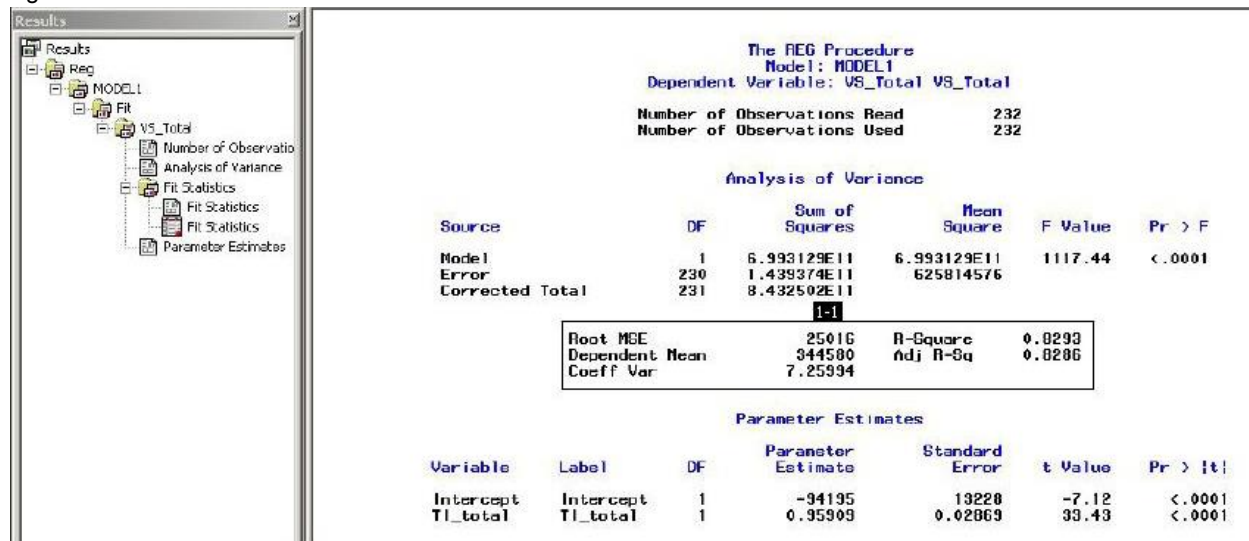 Results
Results
Reg
MODEL1
Fit
VS_Total
Number of Observatio
Analysis of Variance
Fit Statistics
Fit Statistics
Fit Statistics
Parameter Estimates
The REG Procedure
Model: MODEL1
Dependent Variable: VS_Total VS_Total
Number of Observations Read 232
Number of Observations Used 232
Analysis of Variance
Sum of Mean
Source DF Squares Square F Value Pr > F
Model 1 6.993129E11 6.993129E11 1117.44 <.0001
Error 230 1.439374E11 625814576
Corrected Total 231 8.432502E11
1-1
Root MSE 25016 R-Square 0.8293
Dependent Mean 344580 Adj R-Sq 0.8286
Coeff Var 7.25994
Parameter Estimates
Parameter Standard
Variable Label DF Estimate Error t Value Pr > |t|
Intercept Intercept 1 -94195 13228 -7.12 <.0001
TI_total TI_total 1 0.95909 0.02869 33.43 <.0001